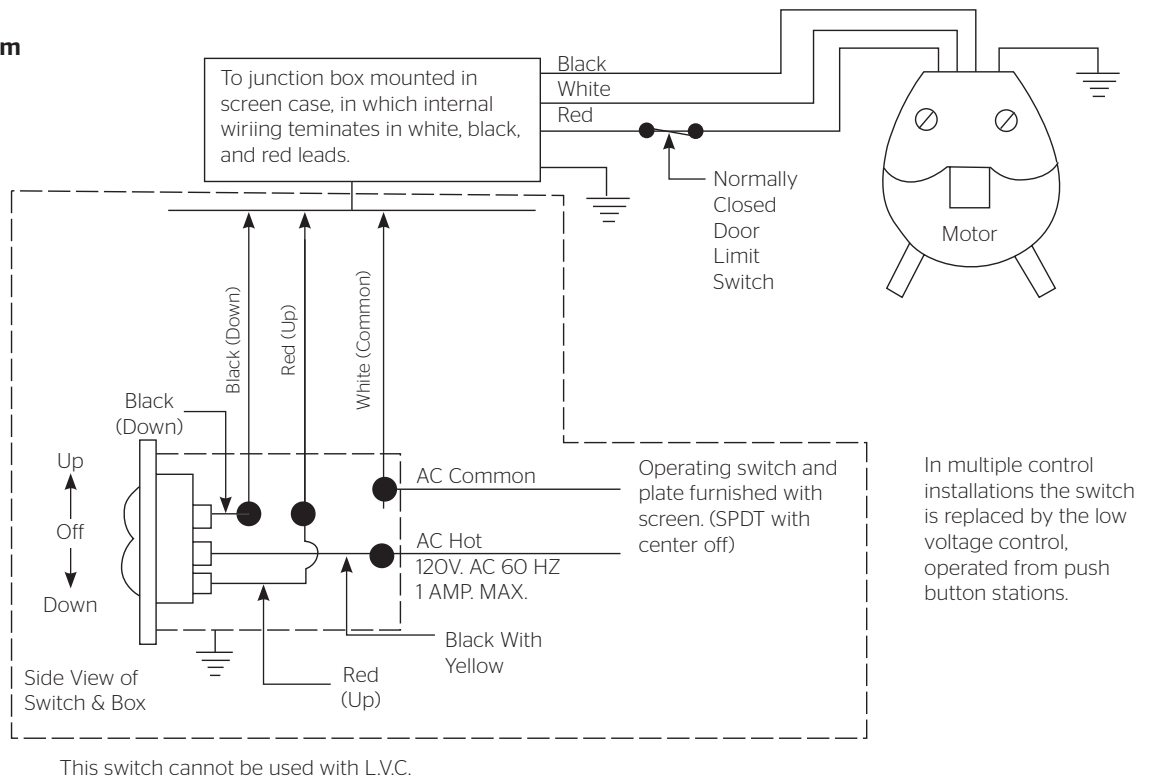 m
To junction box mounted in
screen case, in which internal
wiriing teminates in white, black,
and red leads.
Black
White
Red
Normally
Closed
Door
Limit
Switch
Motor
Black (Down)
Red (Up)
White (Common)
Black
(Down)
Up
Off
Down
AC Common
AC Hot
120V. AC 60 HZ
1 AMP. MAX.
Operating switch and
plate furnished with
screen. (SPDT with
center off)
In multiple control
installations the switch
is replaced by the low
voltage control,
operated from push
button stations.
Black With
Yellow
Red
(Up)
Side View of
Switch & Box
This switch cannot be used with L.V.C.